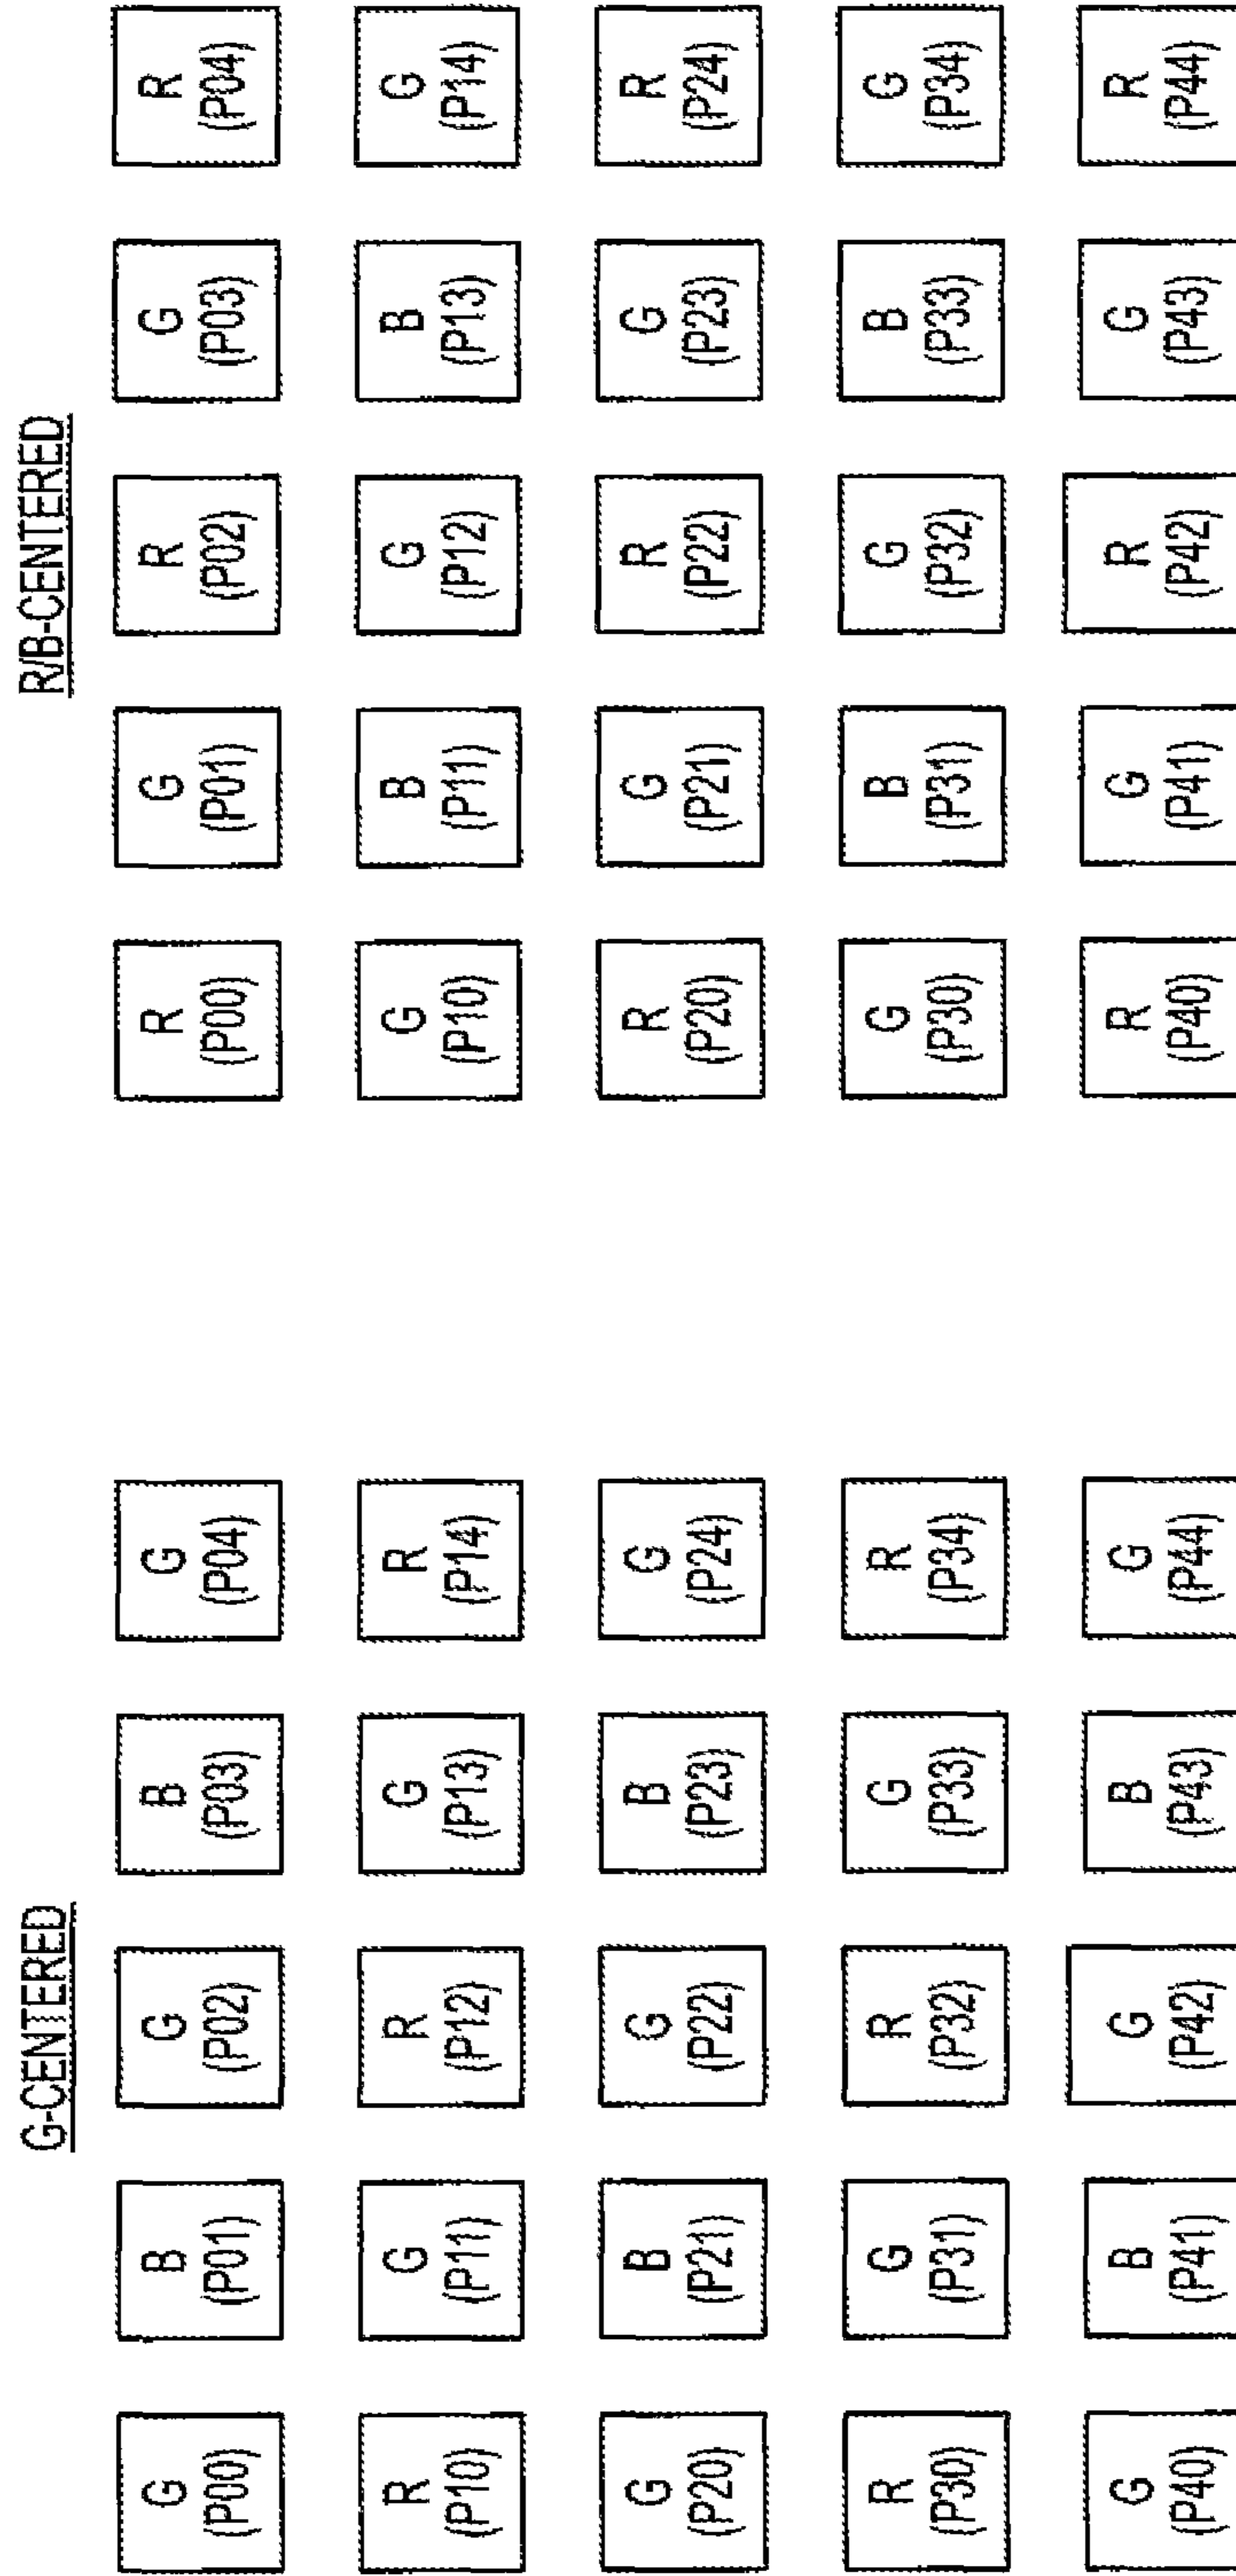 G-CENTERED
G
(P00)
B
(P01)
G
(P02)
B
(P03)
G
(P04)
R
(P10)
G
(P11)
R
(P12)
G
(P13)
R
(P14)
G
(P20)
B
(P21)
G
(P22)
B
(P23)
G
(P24)
R
(P30)
G
(P31)
R
(P32)
G
(P33)
R
(P34)
G
(P40)
B
(P41)
G
(P42)
B
(P43)
G
(P44)
R/B-CENTERED
R
(P00)
G
(P01)
R
(P02)
G
(P03)
R
(P04)
G
(P10)
B
(P11)
G
(P12)
B
(P13)
G
(P14)
R
(P20)
G
(P21)
R
(P22)
G
(P23)
R
(P24)
G
(P30)
B
(P31)
G
(P32)
B
(P33)
G
(P34)
R
(P40)
G
(P41)
R
(P42)
G
(P43)
R
(P44)